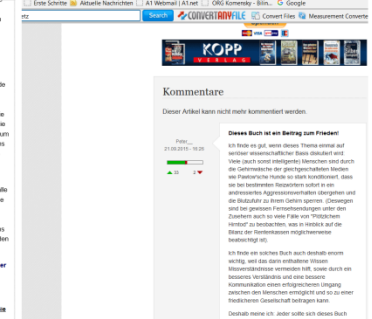 Erste Schritte Aktuelle Nachrichten A1 Webmail | A1.net ORG Komensky - Bilin... Google
etz Search CONVERTANYFILE Convert Files Measurement Converte
VISA
KOPP
VERLAG
Kommentare
Dieser Artikel kann nicht mehr kommentiert werden.
Peter__
Dieses Buch ist ein Beitrag zum Frieden!
Ich finde es gut, wenn dieses Thema einmal auf
seriöser wissenschaftlicher Basis diskutiert wird:
Viele (auch sonst intelligente) Menschen sind durch
die Gehirnwäsche der gleichgeschalteten Medien
wie Pawlow'sche Hunde so stark konditioniert, dass
sie bei bestimmten Reizwörtern sofort in ein
andressiertes Aggressionsverhalten übergehen und
die Blutzufuhr zu ihrem Gehirn sperren. (Deswegen
sind bei gewissen Fernsehsendungen unter den
Zusehern auch so viele Fälle von "Plötzlichem
Hirntod" zu beobachten, was in Hinblick auf die
Bilanz der Rentenkassen möglicherweise
beabsichtigt ist).
Ich finde ein solches Buch auch deshalb enorm
wichtig, weil das darin enthaltene Wissen
Missverständnisse vermeiden hilft, sowie durch ein
besseres Verständnis und eine bessere
Kommunikation einen erfolgreicheren Umgang
zwischen den Menschen ermöglicht und so zu einer
friedlicheren Gesellschaft beitragen kann.
Deshalb meine ich: Jeder sollte sich dieses Buch